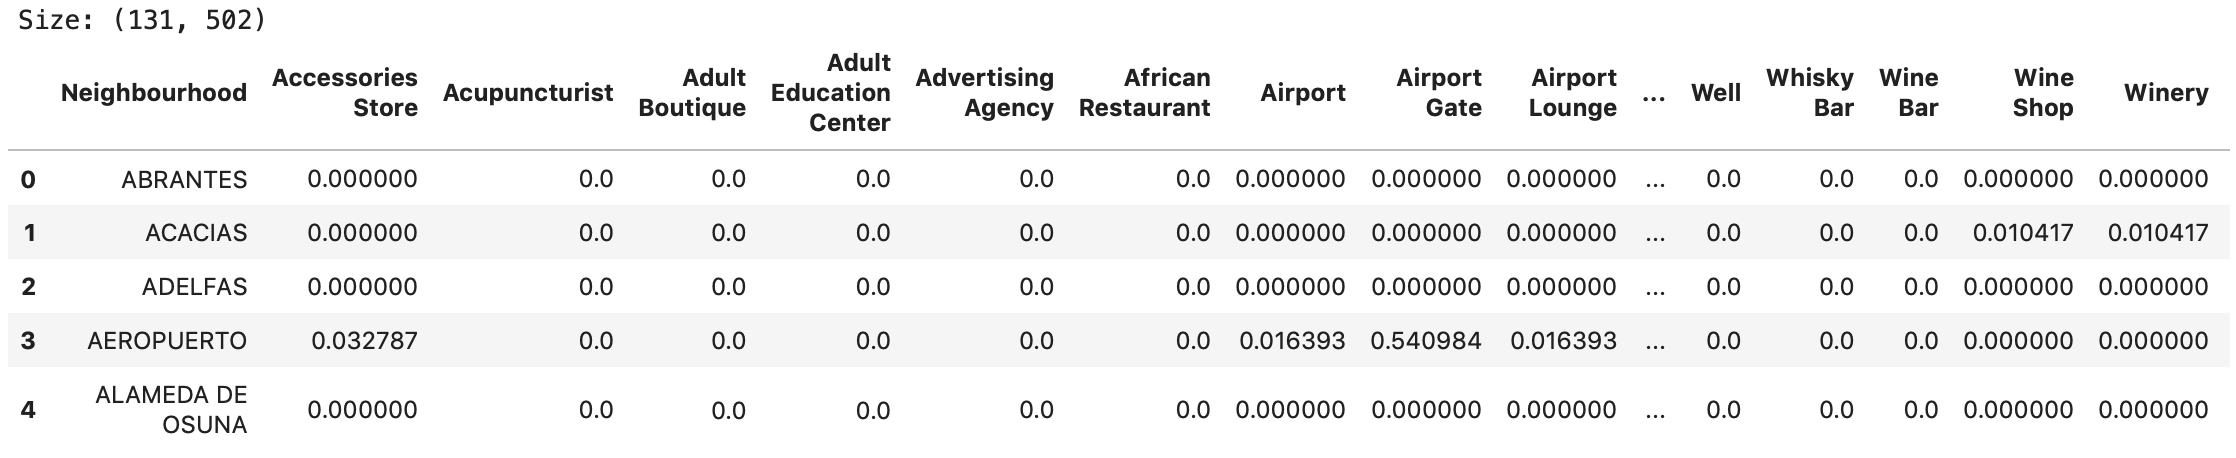 Size: (131, 502)
Neighbourhood Accessories Store Acupuncturist Adult Boutique Adult Education Center Advertising Agency African Restaurant Airport Airport Gate Airport Lounge ... Well Whisky Bar Wine Bar Wine Shop Winery
0 ABRANTES 0.000000 0.0 0.0 0.0 0.0 0.0 0.000000 0.000000 0.000000 ... 0.0 0.0 0.0 0.000000 0.000000
1 ACACIAS 0.000000 0.0 0.0 0.0 0.0 0.0 0.000000 0.000000 0.000000 ... 0.0 0.0 0.0 0.010417 0.010417
2 ADELFAS 0.000000 0.0 0.0 0.0 0.0 0.0 0.000000 0.000000 0.000000 ... 0.0 0.0 0.0 0.000000 0.000000
3 AEROPUERTO 0.032787 0.0 0.0 0.0 0.0 0.0 0.016393 0.540984 0.016393 ... 0.0 0.0 0.0 0.000000 0.000000
4 ALAMEDA DE OSUNA 0.000000 0.0 0.0 0.0 0.0 0.0 0.000000 0.000000 0.000000 ... 0.0 0.0 0.0 0.000000 0.000000